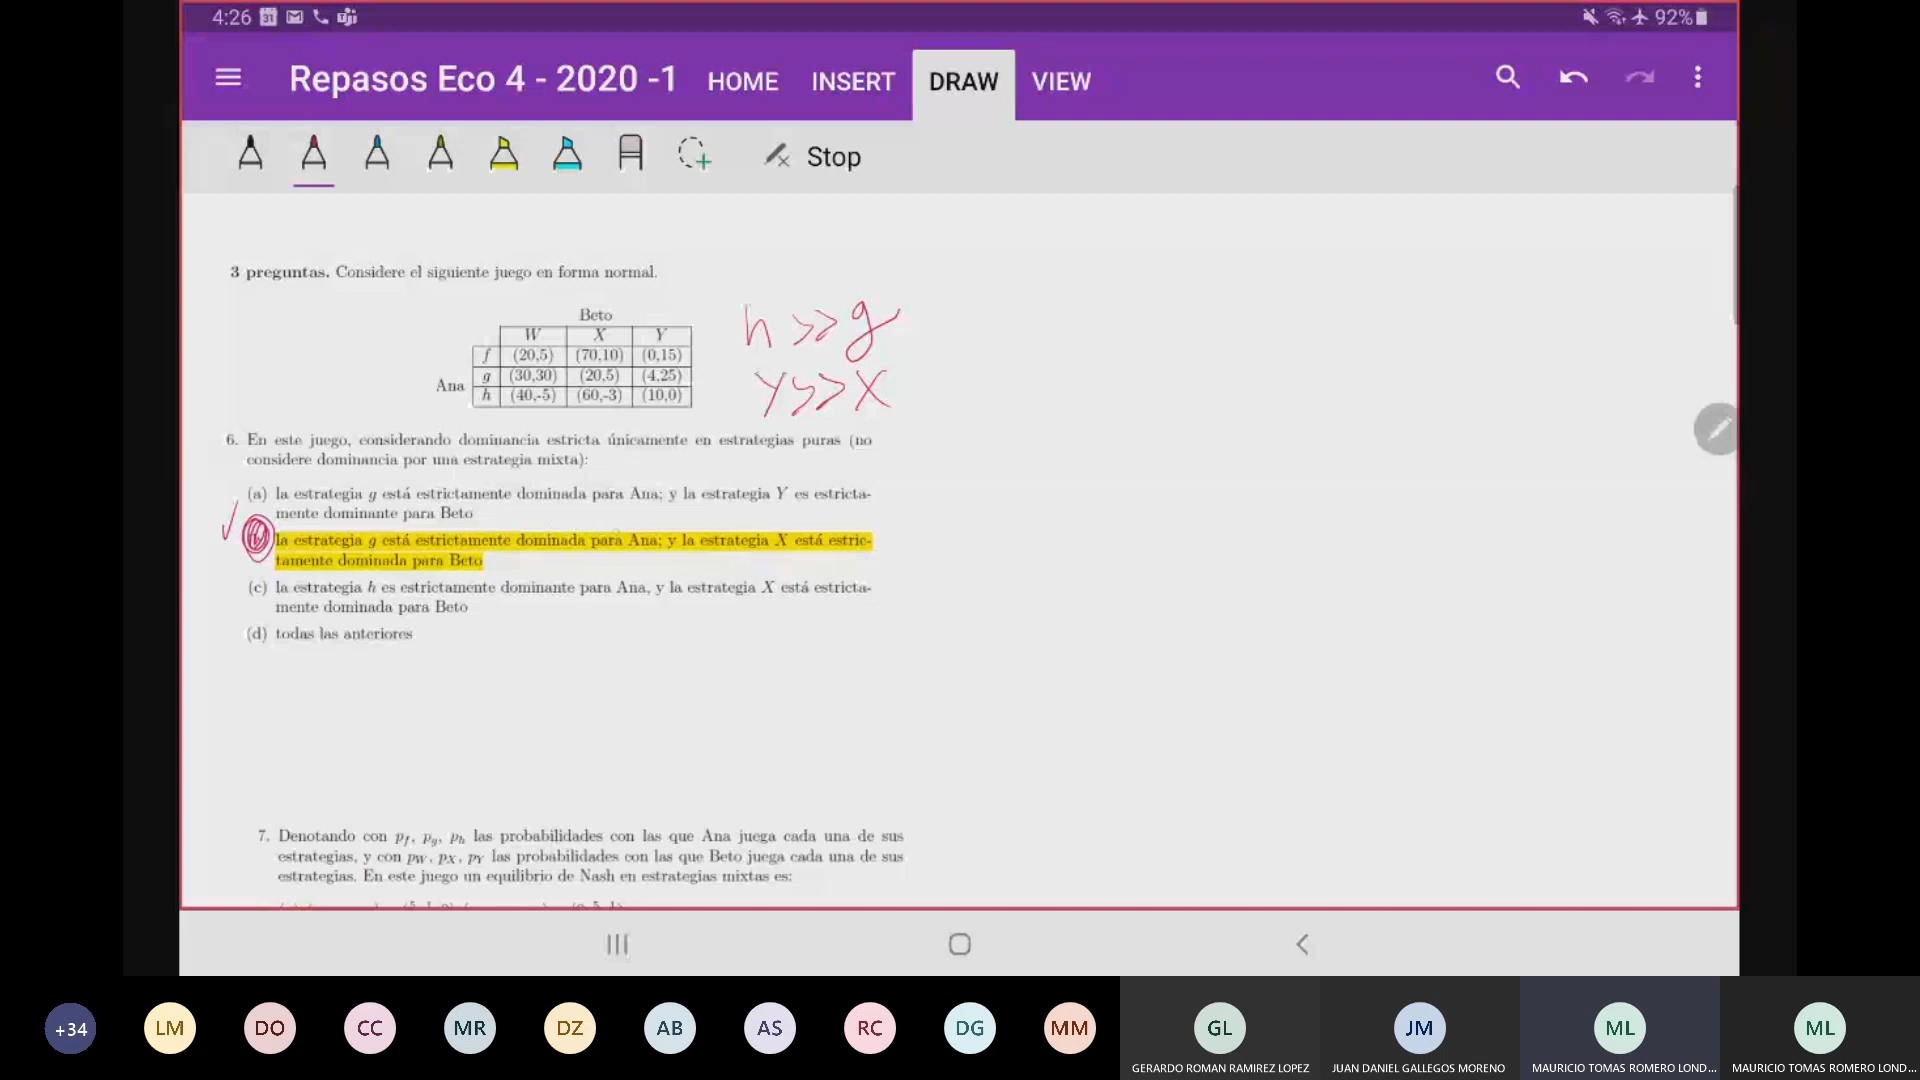 4:26 31 92%
Repasos Eco 4 - 2020 -1 HOME INSERT DRAW VIEW
Stop
3 preguntas. Considere el siguiente juego en forma normal.
Beto
W X Y
f (20,5) (70,10) (0,15)
Ana g (30,30) (20,5) (4,25)
h (40,-5) (60,-3) (10,0)
h >> g
Y >> X
6. En este juego, considerando dominancia estricta únicamente en estrategias puras (no
considere dominancia por una estrategia mixta):
(a) la estrategia g está estrictamente dominada para Ana; y la estrategia Y es estricta-
mente dominante para Beto
la estrategia g está estrictamente dominada para Ana; y la estrategia X está estric-
tamente dominada para Beto
(c) la estrategia h es estrictamente dominante para Ana, y la estrategia X está estricta-
mente dominada para Beto
(d) todas las anteriores
7. Denotando con pf, pg, ph las probabilidades con las que Ana juega cada una de sus
estrategias, y con pW, pX, pY las probabilidades con las que Beto juega cada una de sus
estrategias. En este juego un equilibrio de Nash en estrategias mixtas es:
+34 LM DO CC MR DZ AB AS RC DG MM GL JM ML ML
GERARDO ROMAN RAMIREZ LOPEZ JUAN DANIEL GALLEGOS MORENO MAURICIO TOMAS ROMERO LOND... MAURICIO TOMAS ROMERO LOND...